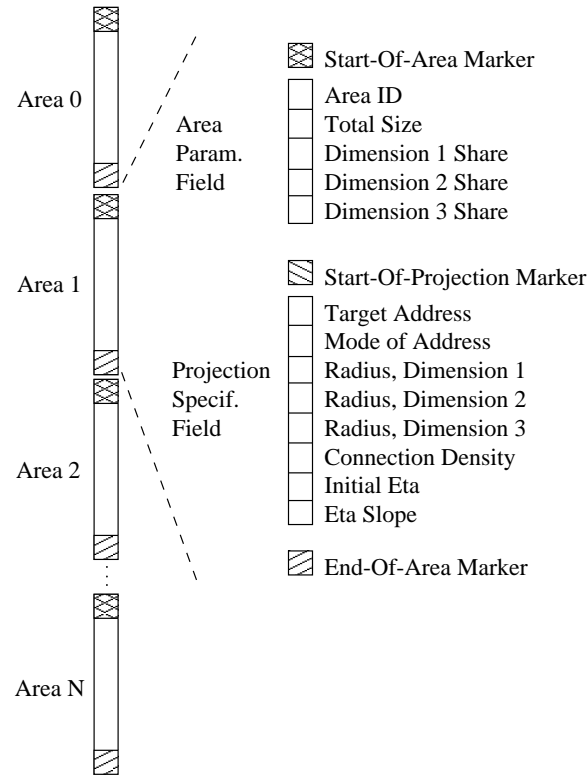 Area 0
Area 1
Area 2
Area N
Area
Param.
Field
Projection
Specif.
Field
Start-Of-Area Marker
Area ID
Total Size
Dimension 1 Share
Dimension 2 Share
Dimension 3 Share
Start-Of-Projection Marker
Target Address
Mode of Address
Radius, Dimension 1
Radius, Dimension 2
Radius, Dimension 3
Connection Density
Initial Eta
Eta Slope
End-Of-Area Marker